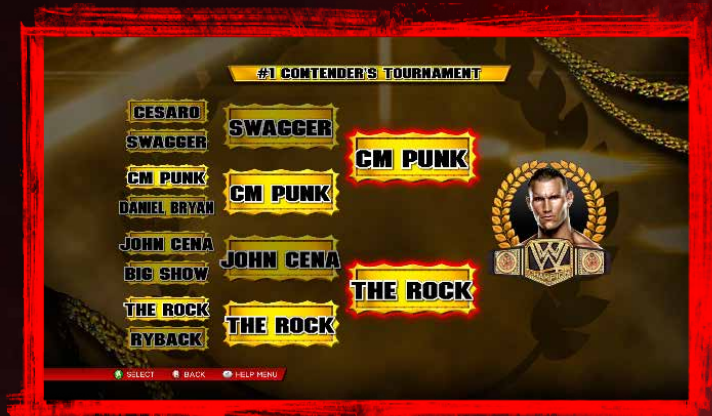 #1 CONTENDER'S TOURNAMENT
CESARO
SWAGGER
CM PUNK
DANIEL BRYAN
JOHN CENA
BIG SHOW
THE ROCK
RYBACK
SWAGGER
CM PUNK
JOHN CENA
THE ROCK
CM PUNK
THE ROCK
W
CHAMPION
SELECT BACK HELP MENU